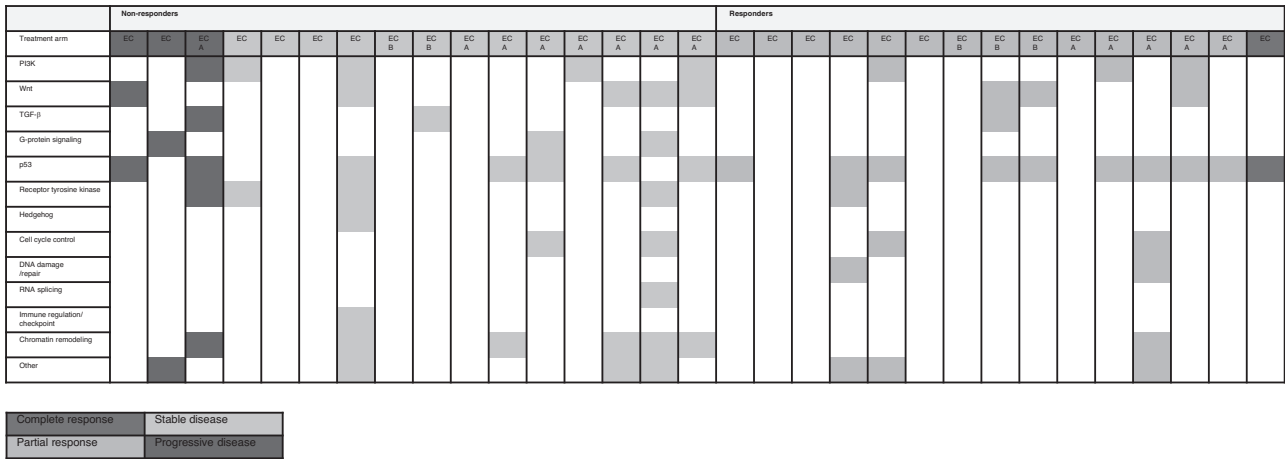 Non-responders Responders
Treatment arm EC EC EC EC EC EC EC EC EC EC EC EC EC EC EC EC EC EC EC EC EC EC EC EC EC EC EC EC EC EC EC
A B B A A A A A A A B B B A A A A A
PI3K
Wnt
TGF-β
G-protein signaling
p53
Receptor tyrosine kinase
Hedgehog
Cell cycle control
DNA damage
/repair
RNA splicing
Immune regulation/
checkpoint
Chromatin remodeling
Other
Complete response Stable disease
Partial response Progressive disease